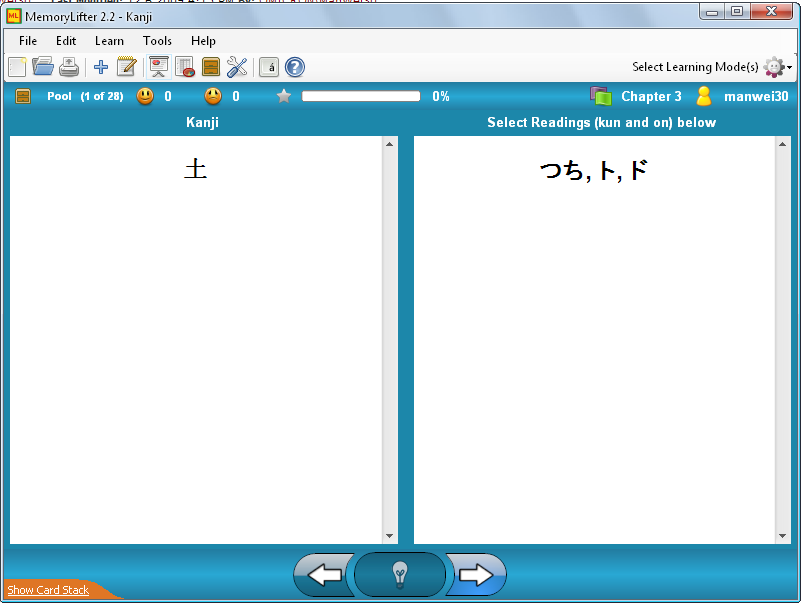 MemoryLifter 2.2 - Kanji
File Edit Learn Tools Help
Select Learning Mode(s)
Pool (1 of 28) 0 0 0% Chapter 3 manwei30
Kanji Select Readings (kun and on) below
土
つち, ト, ド
Show Card Stack